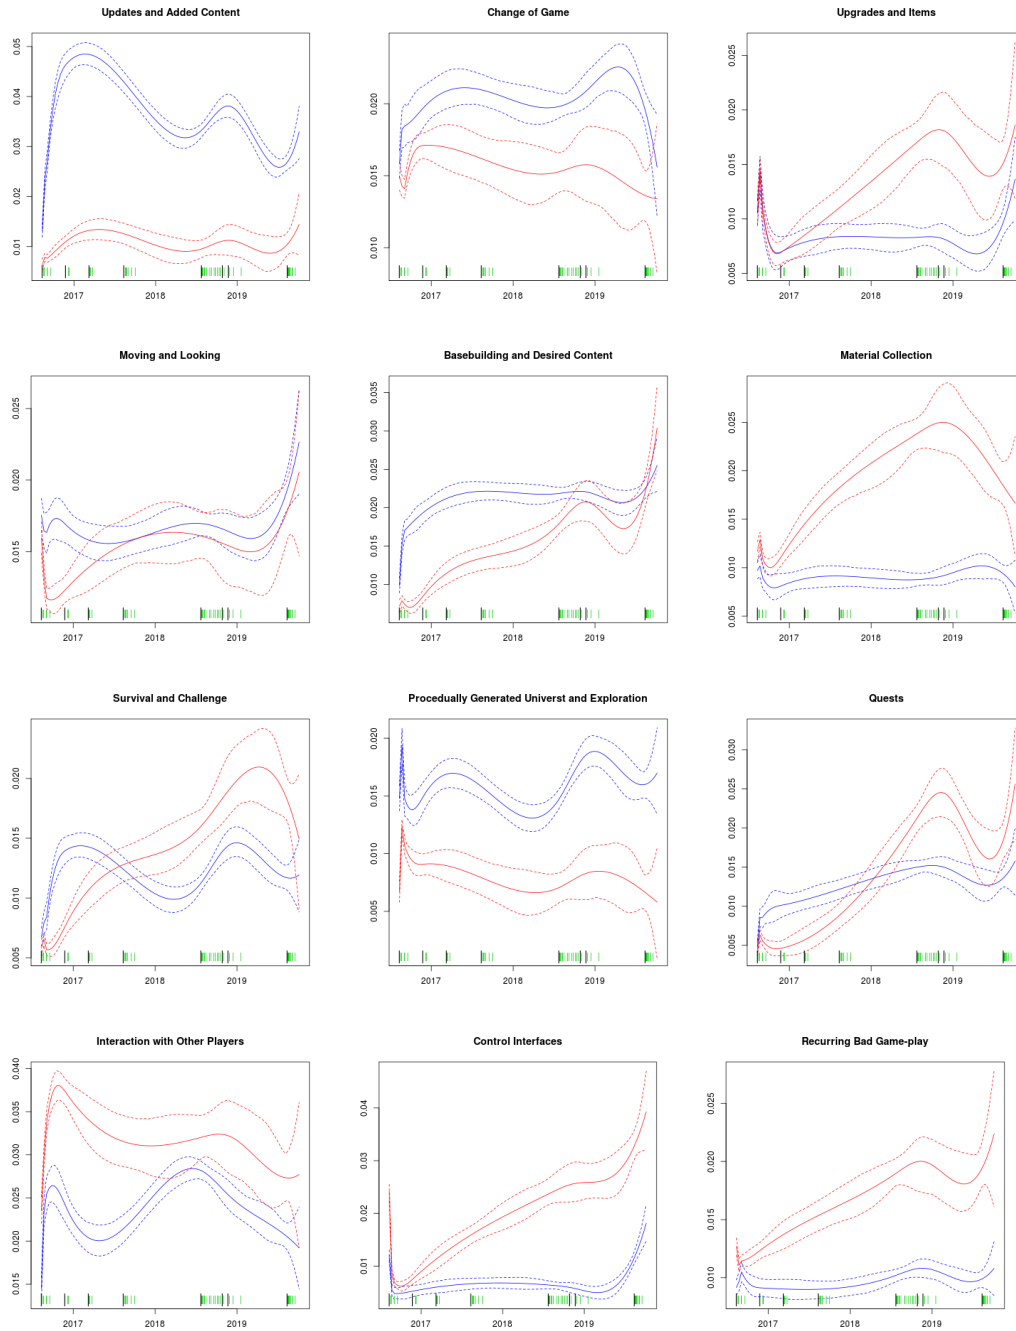 Updates and Added Content
0.05
0.04
0.03
0.02
0.01
2017 2018 2019
Change of Game
0.020
0.015
0.010
2017 2018 2019
Upgrades and Items
0.025
0.020
0.015
0.010
0.005
2017 2018 2019
Moving and Looking
0.025
0.020
0.015
2017 2018 2019
Basebuilding and Desired Content
0.035
0.030
0.025
0.020
0.015
0.010
2017 2018 2019
Material Collection
0.025
0.020
0.015
0.010
0.005
2017 2018 2019
Survival and Challenge
0.020
0.015
0.010
0.005
2017 2018 2019
Procedually Generated Universt and Exploration
0.020
0.015
0.010
0.005
2017 2018 2019
Quests
0.030
0.025
0.020
0.015
0.010
0.005
2017 2018 2019
Interaction with Other Players
0.040
0.035
0.030
0.025
0.020
0.015
2017 2018 2019
Control Interfaces
0.04
0.03
0.02
0.01
2017 2018 2019
Recurring Bad Game-play
0.025
0.020
0.015
0.010
2017 2018 2019